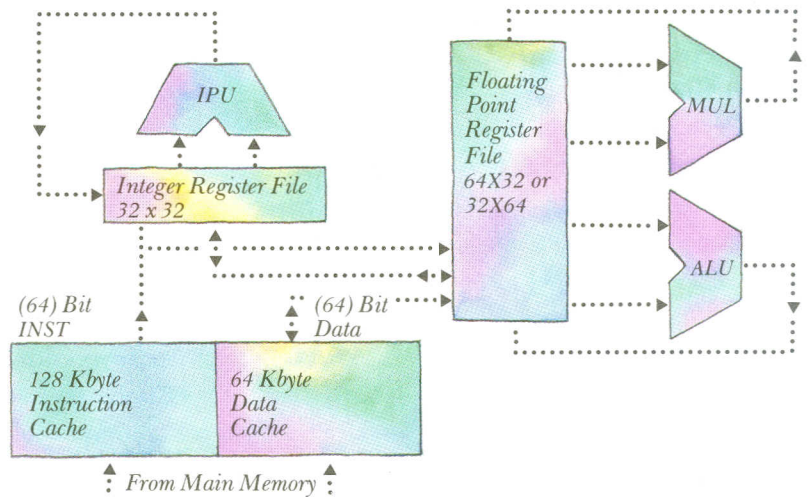 IPU
Integer Register File
32 x 32
Floating
Point
Register
File
64X32 or
32X64
MUL
ALU
(64) Bit
INST
(64) Bit
Data
128 Kbyte
Instruction
Cache
64 Kbyte
Data
Cache
From Main Memory